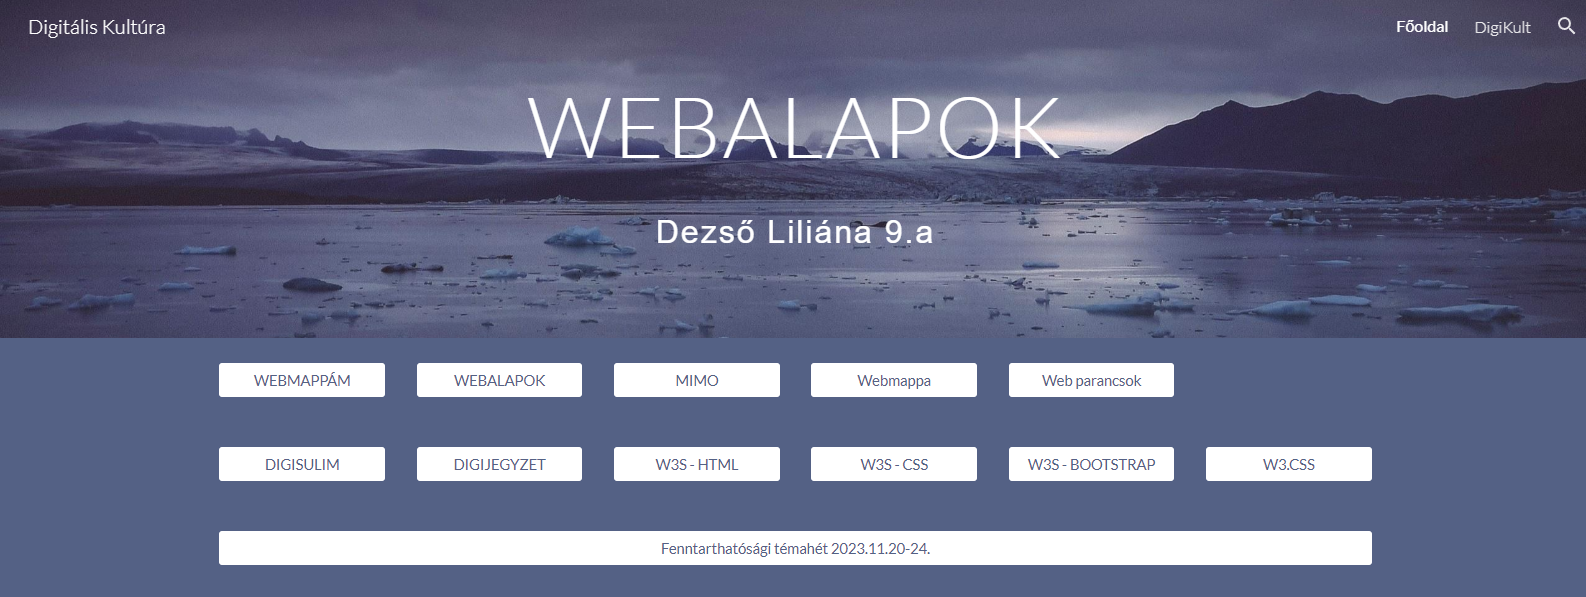 Digitális Kultúra
Főoldal
DigiKult
WEBALAPOK
Dezső Liliána 9.a
WEBMAPPÁM
WEBALAPOK
MIMO
Webmappa
Web parancsok
DIGISULIM
DIGIJEGYZET
W3S - HTML
W3S - CSS
W3S - BOOTSTRAP
W3.CSS
Fenntarthatósági témahét 2023.11.20-24.